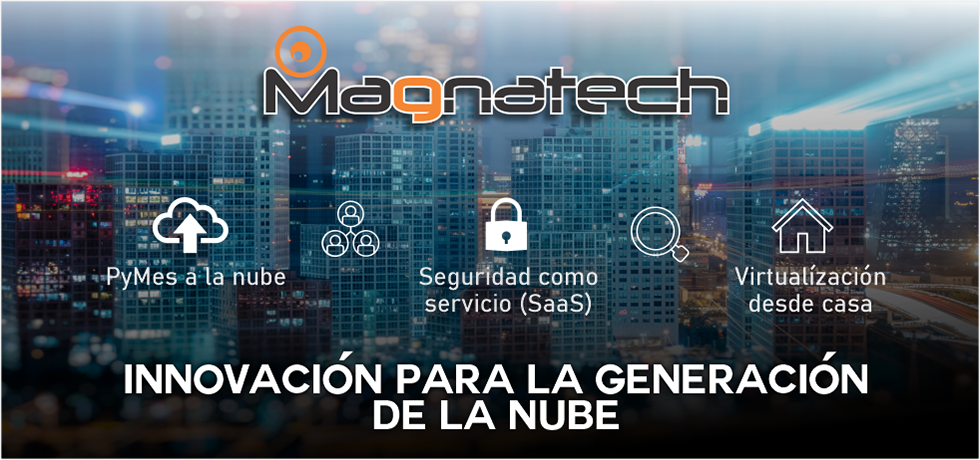 Magnatech
PyMes a la nube
Seguridad como
servicio (SaaS)
Virtualízación
desde casa
INNOVACIÓN PARA LA GENERACIÓN
DE LA NUBE